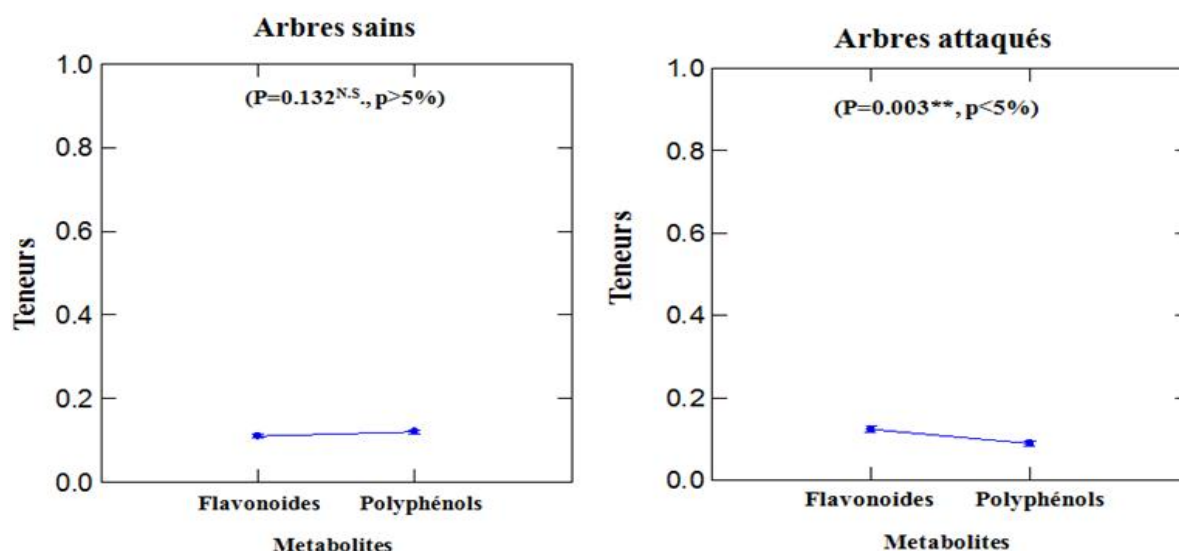 Arbres sains
(P=0.132N.S., p>5%)
Teneurs
1.0
0.8
0.6
0.4
0.2
0.0
Flavonoides Polyphénols
Metabolites
Arbres attaqués
(P=0.003**, p<5%)
Teneurs
1.0
0.8
0.6
0.4
0.2
0.0
Flavonoides Polyphénols
Metabolites